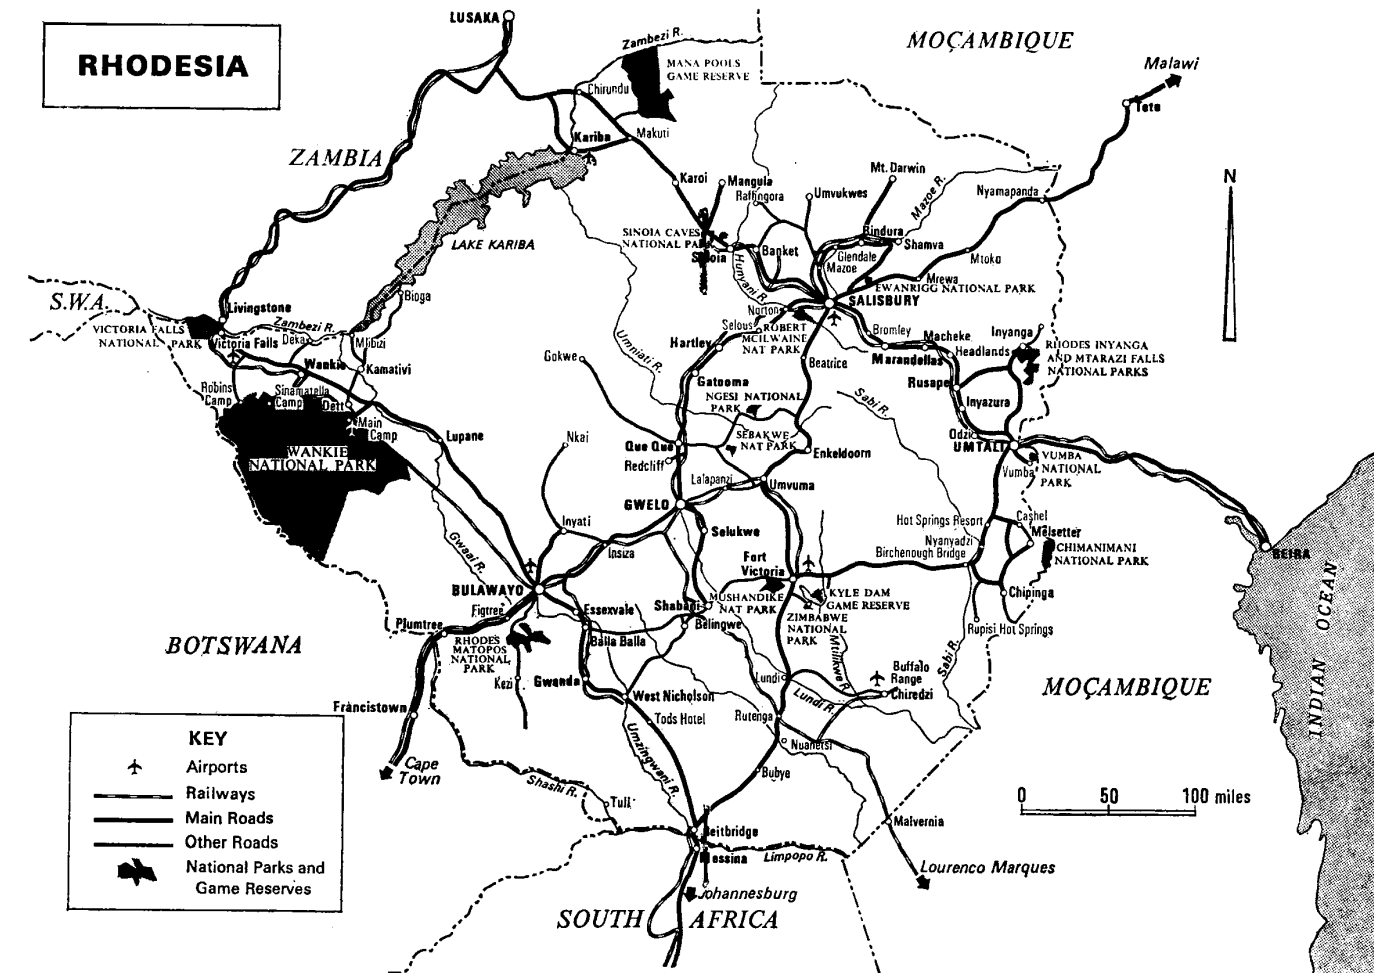 RHODESIA
LUSAKA
Zambezi R.
MANA POOLS
GAME RESERVE
MOÇAMBIQUE
Malawi
Tete
Chirundu
Kariba
Makuti
ZAMBIA
Karoi
Mangula
Raffingora
Umvukwes
Mt. Darwin
Mazoe R.
Nyamapanda
N
LAKE KARIBA
SINOIA CAVES
NATIONAL PARK
Sinoia
Banket
Bindura
Shamva
Glendale
Mazoe
Mtoko
Mrewa
EWANRIGG NATIONAL PARK
Hunyani R.
SALISBURY
S.W.A.
Livingstone
Binga
VICTORIA FALLS
NATIONAL PARK
Victoria Falls
Zambezi R.
Deka
Mlibizi
Wankie
Kamativi
Robins
Camp
Sinamatella
Camp
Dett
Main
Camp
WANKIE
NATIONAL PARK
Lupane
Gokwe
Umniati R.
Norton
Selous
ROBERT
MCILWAINE
NAT PARK
Hartley
Gatooma
Beatrice
Bromley
Marandellas
Macheke
Headlands
Inyanga
RHODES INYANGA
AND MTARAZI FALLS
NATIONAL PARKS
Rusape
Inyazura
Odzi
UMTALI
Vumba
VUMBA
NATIONAL
PARK
NGESI NATIONAL
PARK
SEBAKWE
NAT PARK
Sabi R.
Nkai
Que Que
Redcliff
Enkeldoorn
Lalapanzi
Umvuma
GWELO
Inyati
Insiza
Selukwe
Gwaai R.
Fort
Victoria
Hot Springs Resort
Nyanyadzi
Birchenough Bridge
Cashel
Melsetter
CHIMANIMANI
NATIONAL PARK
Chipinga
BEIRA
INDIAN OCEAN
BULAWAYO
Figtree
Plumtree
Essexvale
Balla Balla
Shabani
Belingwe
MUSHANDIKE
NAT PARK
KYLE DAM
GAME RESERVE
ZIMBABWE
NATIONAL
PARK
Mtilikwe R.
Rupisi Hot Springs
Sabi R.
BOTSWANA
RHODES
MATOPOS
NATIONAL
PARK
Kezi
Gwanda
West Nicholson
Tods Hotel
Lundi
Lundi R.
Buffalo
Range
Chiredzi
MOÇAMBIQUE
Francistown
Cape
Town
Rutenga
Nuanetsi
Bubye
Umzingwani R.
Shashi R.
Tuli
Beitbridge
Messina
Limpopo R.
Malvernia
Lourenco Marques
Johannesburg
SOUTH AFRICA
0 50 100 miles
KEY
Airports
Railways
Main Roads
Other Roads
National Parks and
Game Reserves